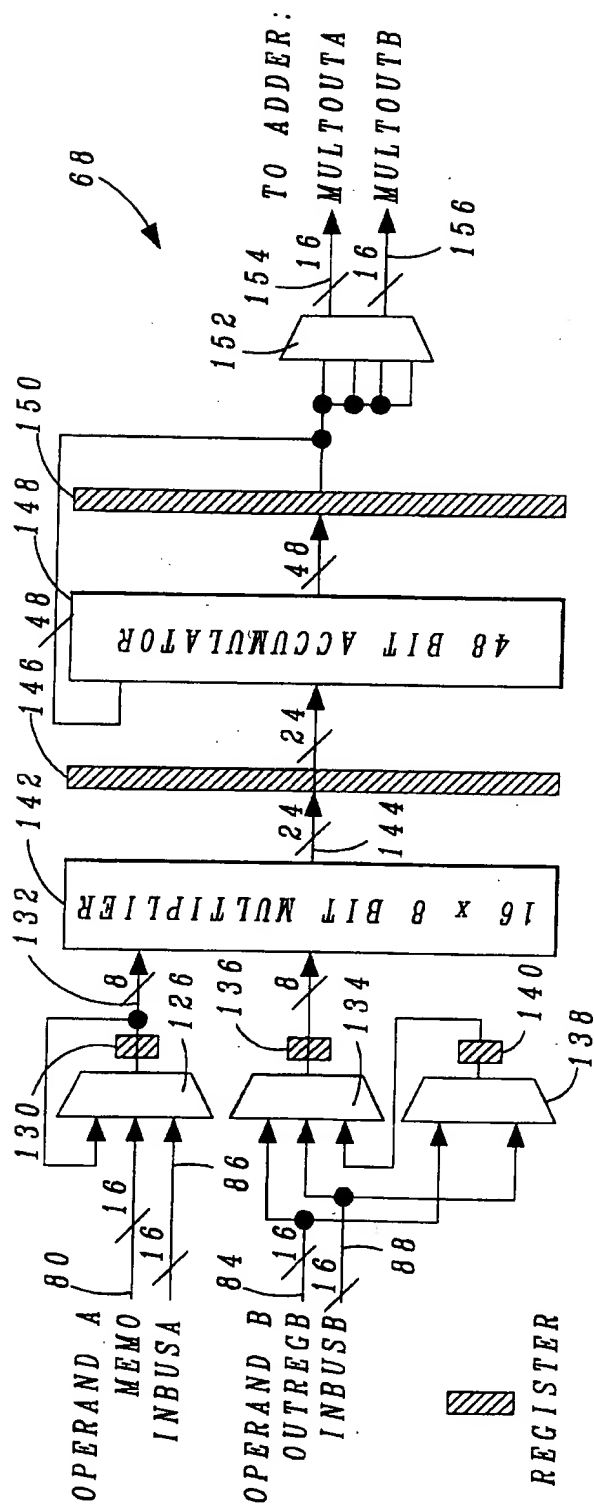 68
TO ADDER:
MULTOUTA
MULTOUTB
154
16
16
156
152
150
148
48
146
142
132
48 BIT ACCUMULATOR
48
24
24
144
16 x 8 BIT MULTIPLIER
130
8
126
136
8
134
140
138
80
16
16
86
84
16
16
88
OPERAND A
MEMO
INBUSA
OPERAND B
OUTREGB
INBUSB
REGISTER